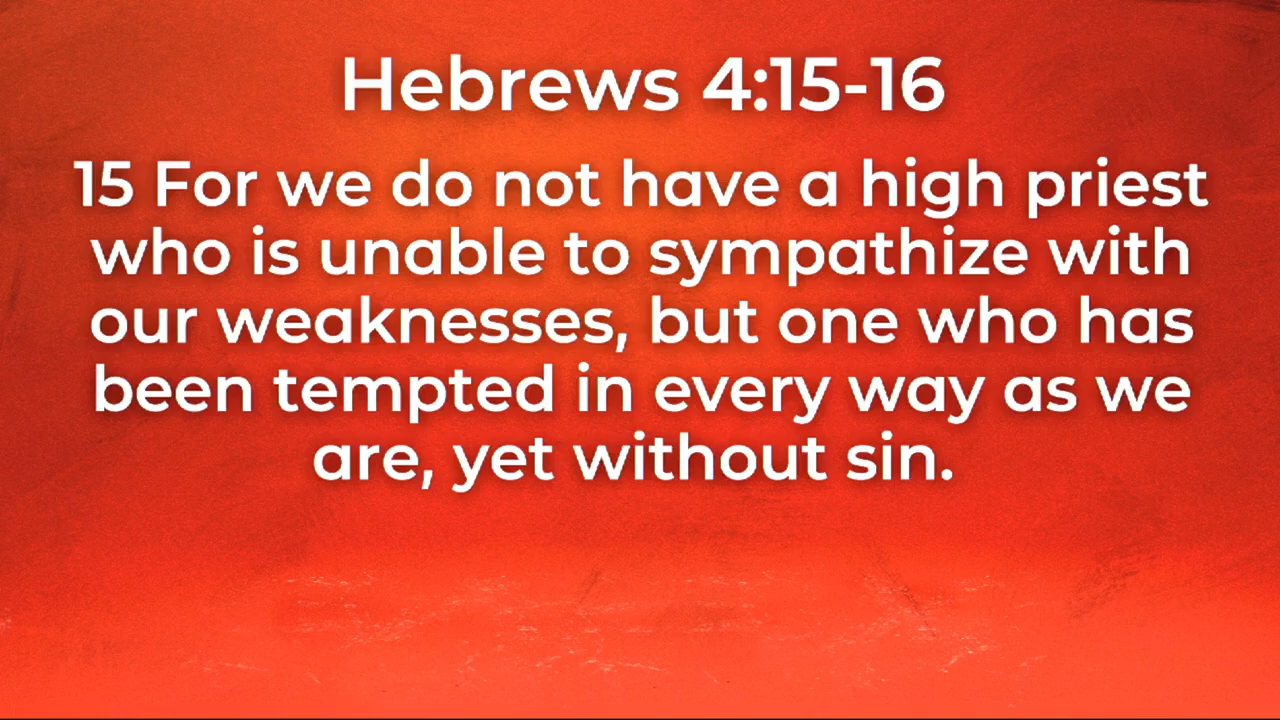 Hebrews 4:15-16
15 For we do not have a high priest
who is unable to sympathize with
our weaknesses, but one who has
been tempted in every way as we
are, yet without sin.